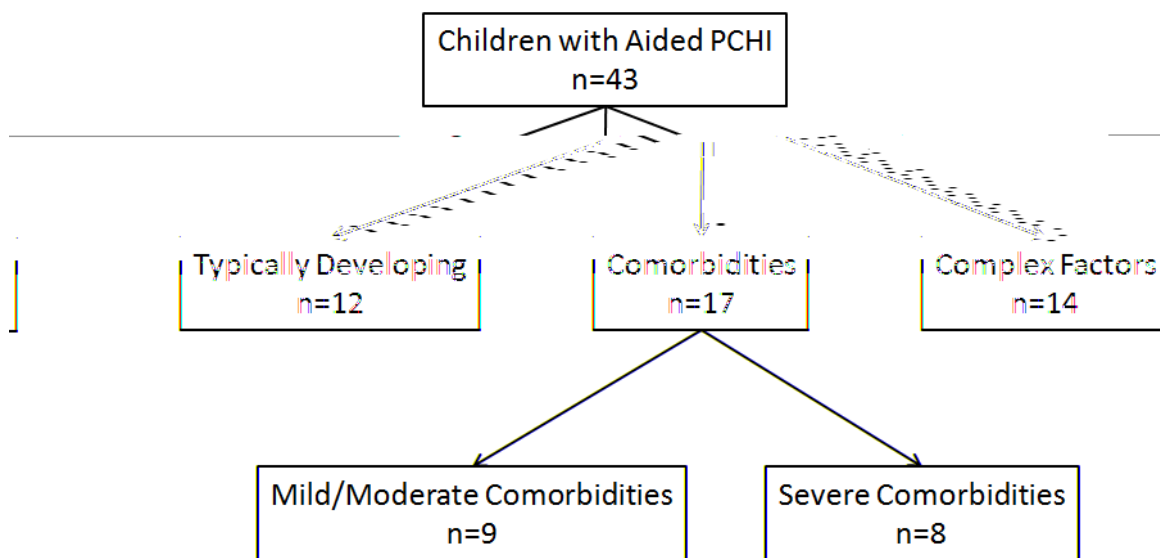 Children with Aided PCHI
n=43
Typically Developing
n=12
Comorbidities
n=17
Complex Factors
n=14
Mild/Moderate Comorbidities
n=9
Severe Comorbidities
n=8